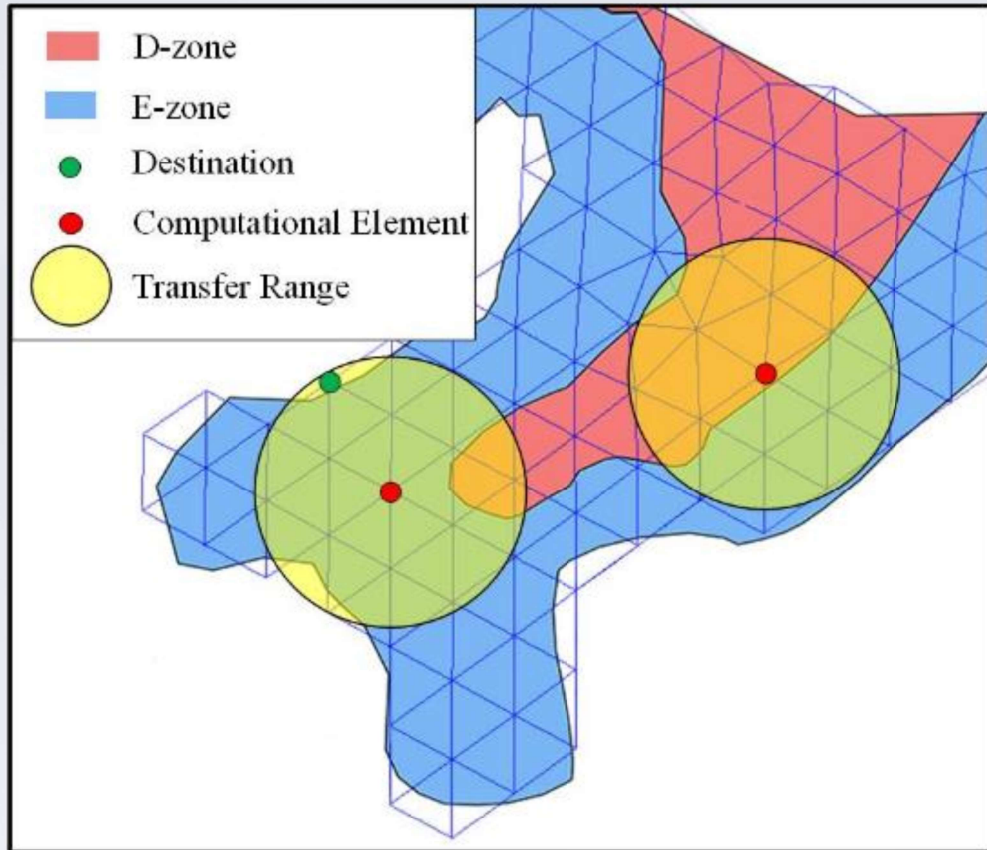 D-zone
E-zone
Destination
Computational Element
Transfer Range